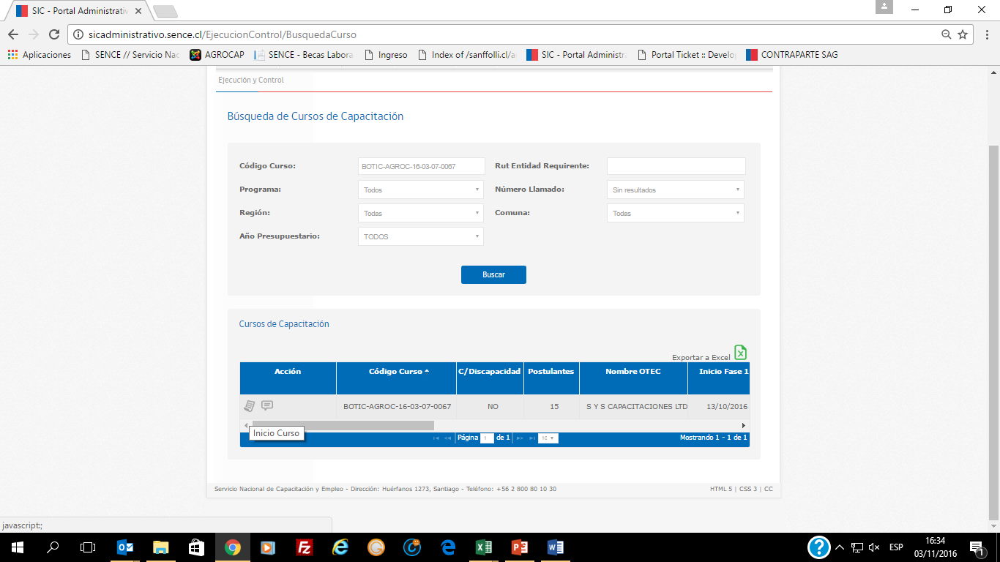 SIC - Portal Administrativ
sicadministrativo.sence.cl/EjecucionControl/BusquedaCurso
Aplicaciones SENCE // Servicio Nac AGROCAP SENCE - Becas Labora Ingreso Index of /sanffolli.cl/a SIC - Portal Administra Portal Ticket :: Develo CONTRAPARTE SAG
Ejecución y Control
Búsqueda de Cursos de Capacitación
Código Curso: BOTIC-AGROC-16-03-07-0067 Rut Entidad Requirente:
Programa: Todos Número Llamado: Sin resultados
Región: Todas Comuna: Todas
Año Presupuestario: TODOS
Buscar
Cursos de Capacitación
Exportar a Excel
Acción Código Curso C/Discapacidad Postulantes Nombre OTEC Inicio Fase 1
BOTIC-AGROC-16-03-07-0067 NO 15 S Y S CAPACITACIONES LTD 13/10/2016
Inicio Curso
Página 1 de 1 10 Mostrando 1 - 1 de 1
Servicio Nacional de Capacitación y Empleo - Dirección: Huérfanos 1273, Santiago - Teléfono: +56 2 800 80 10 30 HTML 5 | CSS 3 | CC
javascript:;
ESP 16:34
03/11/2016 1